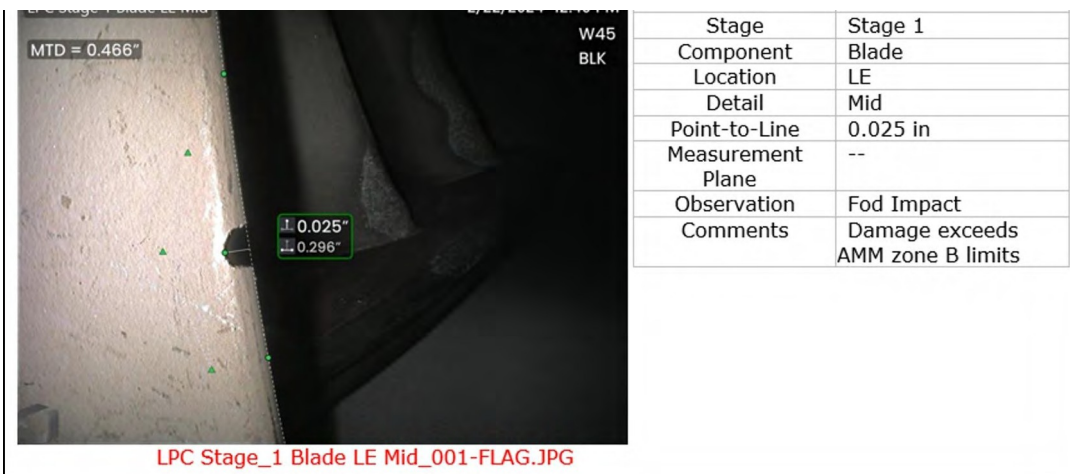 MTD = 0.466"
W45
BLK
0.025"
0.296"
LPC Stage_1 Blade LE Mid_001-FLAG.JPG
Stage Stage 1
Component Blade
Location LE
Detail Mid
Point-to-Line 0.025 in
Measurement --
Plane
Observation Fod Impact
Comments Damage exceeds
AMM zone B limits